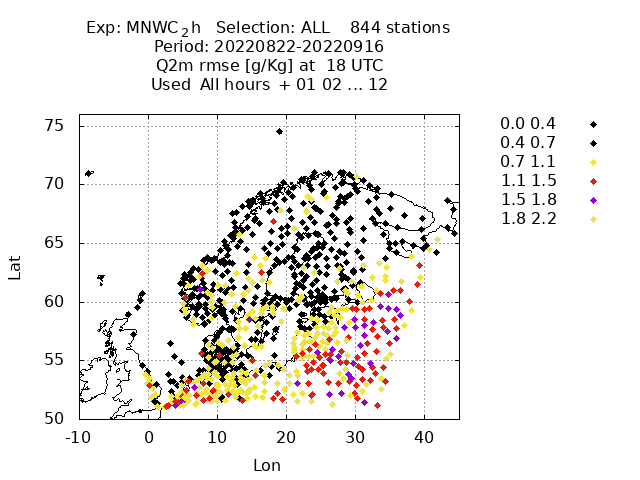 Exp: MNWC_2h Selection: ALL 844 stations
Period: 20220822-20220916
Q2m rmse [g/Kg] at 18 UTC
Used All hours + 01 02 ... 12
0.0 0.4
0.4 0.7
0.7 1.1
1.1 1.5
1.5 1.8
1.8 2.2
75
70
65
60
55
50
Lat
-10 0 10 20 30 40
Lon